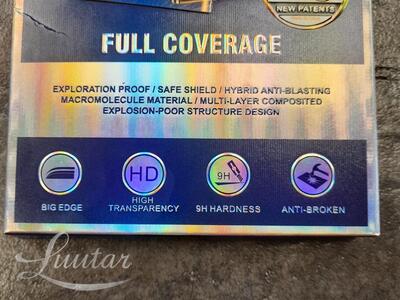 NEW PATENTS
FULL COVERAGE
EXPLORATION PROOF / SAFE SHIELD / HYBRID ANTI-BLASTING
MACROMOLECULE MATERIAL / MULTI-LAYER COMPOSITED
EXPLOSION-POOR STRUCTURE DESIGN
HD
9H
BIG EDGE
HIGH
TRANSPARENCY
9H HARDNESS
ANTI-BROKEN
Luutar